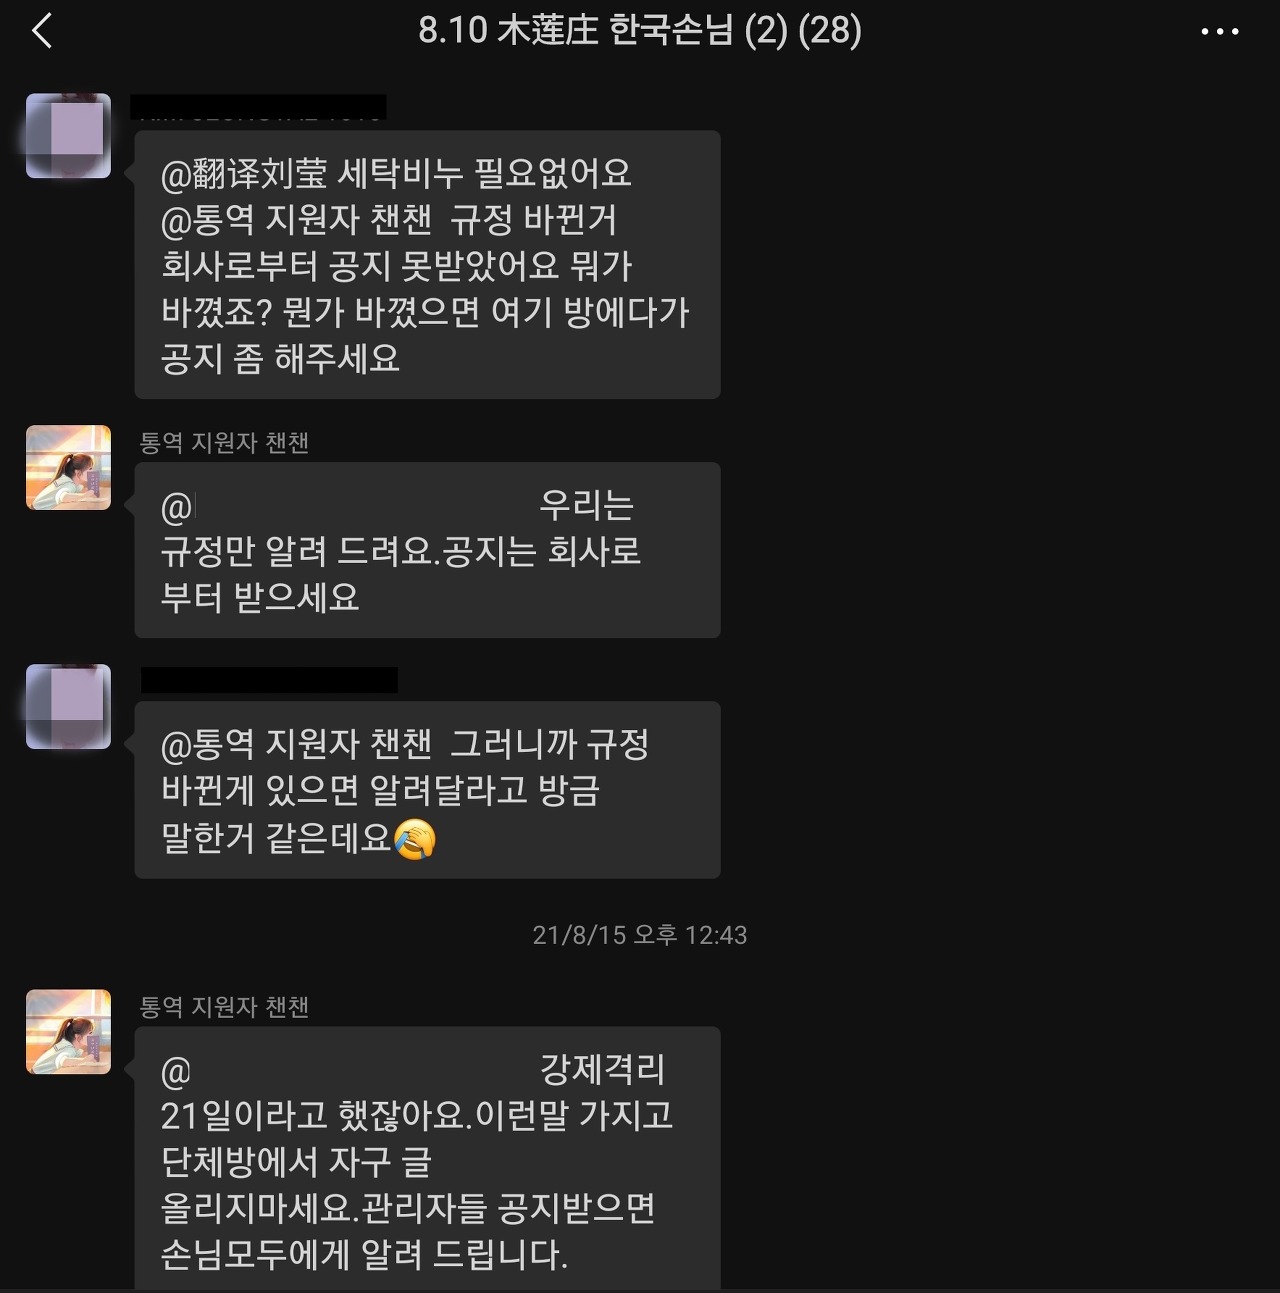 8.10 木莲庄 한국손님 (2) (28)
@翻译刘莹 세탁비누 필요없어요
@통역 지원자 챈챈 규정 바뀐거
회사로부터 공지 못받았어요 뭐가
바꼈죠? 뭔가 바꼈으면 여기 방에다가
공지 좀 해주세요
통역 지원자 챈챈
@ 우리는
규정만 알려 드려요.공지는 회사로
부터 받으세요
@통역 지원자 챈챈 그러니까 규정
바뀐게 있으면 알려달라고 방금
말한거 같은데요🤣
21/8/15 오후 12:43
통역 지원자 챈챈
@ 강제격리
21일이라고 했잖아요.이런말 가지고
단체방에서 자구 글
올리지마세요.관리자들 공지받으면
손님모두에게 알려 드립니다.